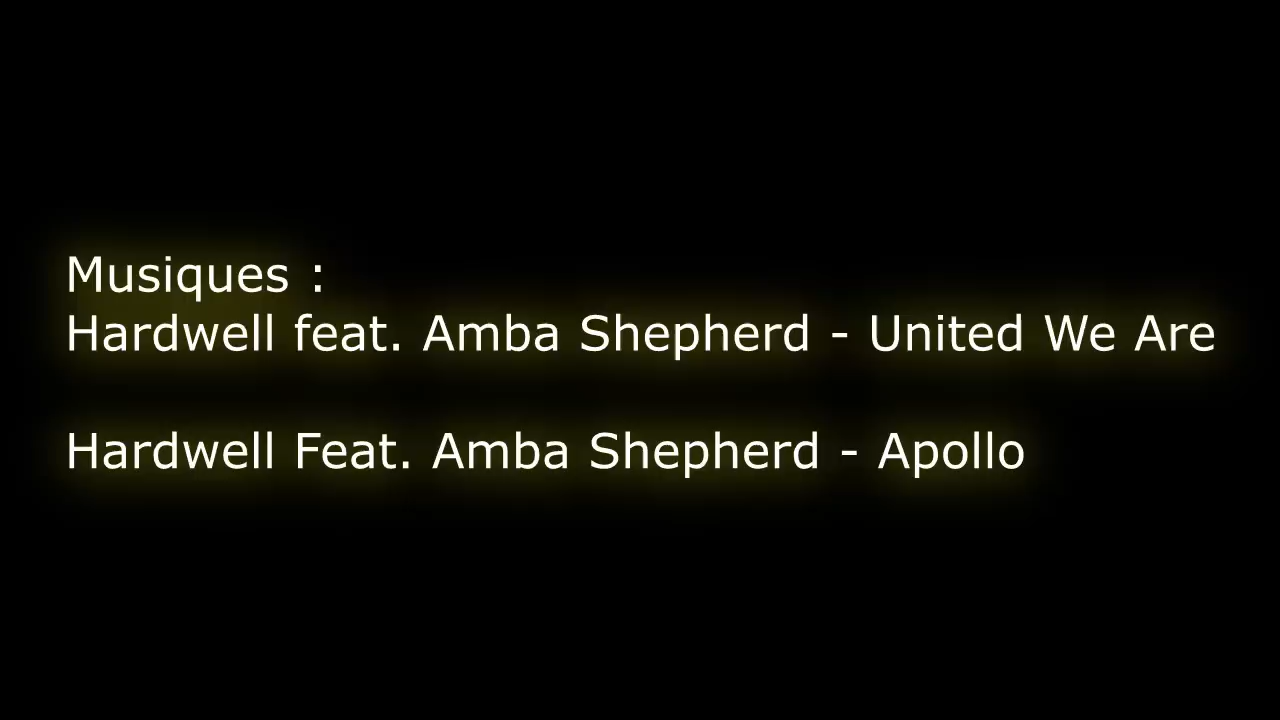 Musiques :
Hardwell feat. Amba Shepherd - United We Are
Hardwell Feat. Amba Shepherd - Apollo